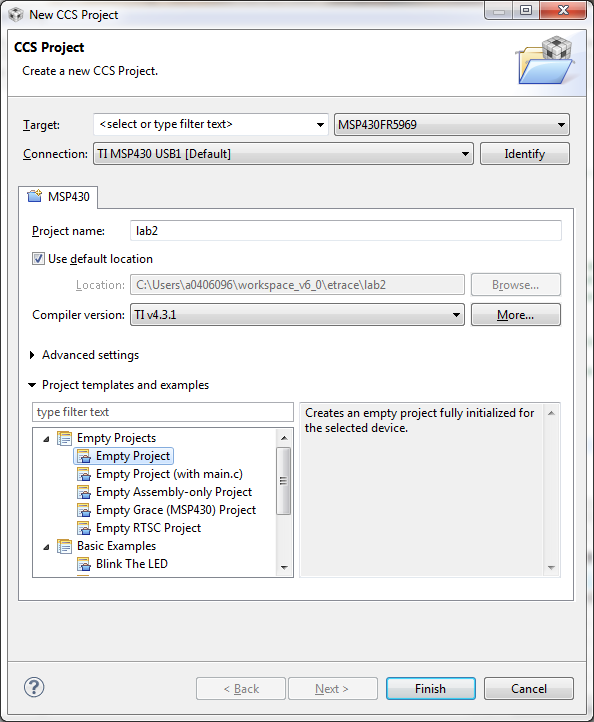 New CCS Project
CCS Project
Create a new CCS Project.
Target: <select or type filter text> MSP430FR5969
Connection: TI MSP430 USB1 [Default] Identify
MSP430
Project name: lab2
Use default location
Location: C:\Users\a0406096\workspace_v6_0\etrace\lab2 Browse...
Compiler version: TI v4.3.1 More...
Advanced settings
Project templates and examples
type filter text
Creates an empty project fully initialized for
the selected device.
Empty Projects
Empty Project
Empty Project (with main.c)
Empty Assembly-only Project
Empty Grace (MSP430) Project
Empty RTSC Project
Basic Examples
Blink The LED
? < Back Next > Finish Cancel